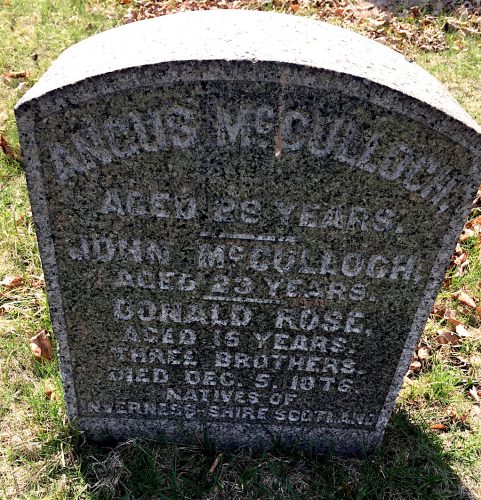 ANGUS McCULLOCH,
AGED 28 YEARS.
JOHN McCULLOCH,
AGED 23 YEARS.
DONALD ROSE,
AGED 15 YEARS.
THREE BROTHERS.
DIED DEC. 5, 1876.
NATIVES OF
INVERNESS-SHIRE SCOTLAND